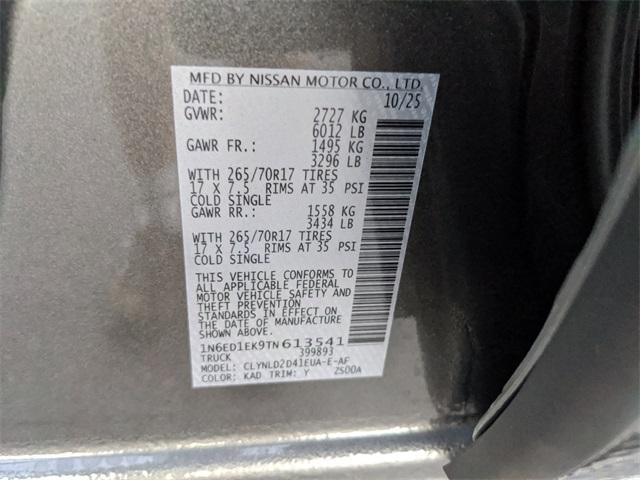 MFD BY NISSAN MOTOR CO., LTD.
DATE: 10/25
GVWR: 2727 KG
6012 LB
GAWR FR.: 1495 KG
3296 LB
WITH 265/70R17 TIRES
17 X 7.5 RIMS AT 35 PSI
COLD SINGLE
GAWR RR.: 1558 KG
3434 LB
WITH 265/70R17 TIRES
17 X 7.5 RIMS AT 35 PSI
COLD SINGLE
THIS VEHICLE CONFORMS TO
ALL APPLICABLE FEDERAL
MOTOR VEHICLE SAFETY AND
THEFT PREVENTION
STANDARDS IN EFFECT ON
THE DATE OF MANUFACTURE
SHOWN ABOVE.
1N6ED1EK9TN613541
TRUCK 399893
MODEL: CLYNLD2D41EUA-E-AF
COLOR: KAD TRIM: Y 2S00A